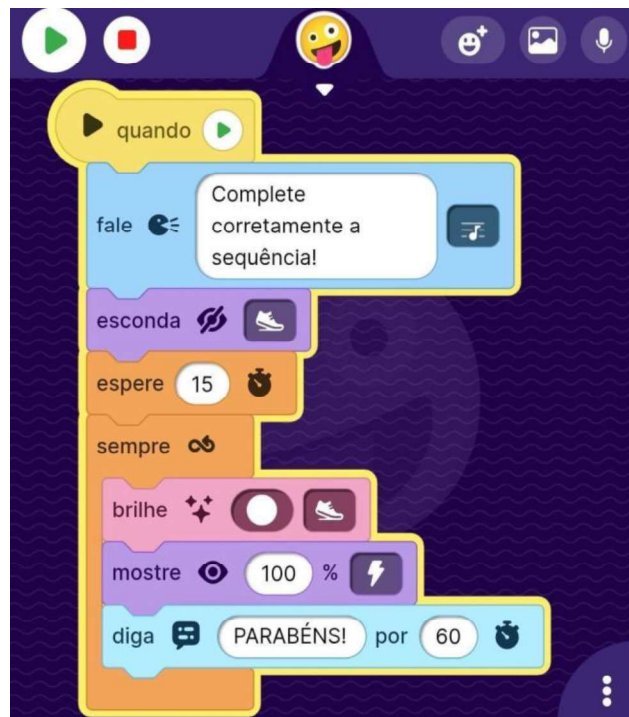 quando
fale Complete
corretamente a
sequência!
esconda
espere 15
sempre
brilhe
mostre 100 %
diga PARABÉNS! por 60